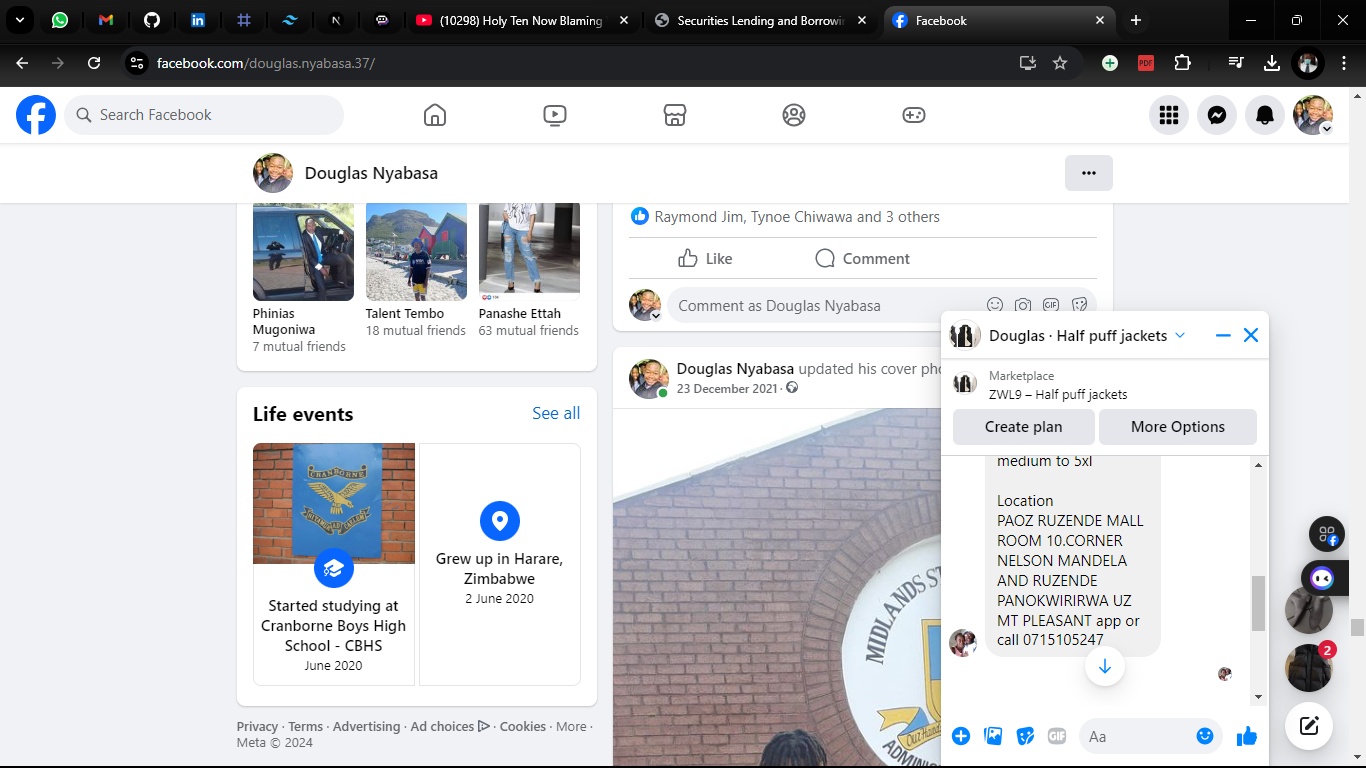 (10298) Holy Ten Now Blaming
Securities Lending and Borrowin
Facebook
facebook.com/douglas.nyabasa.37/
PDF
Search Facebook
Douglas Nyabasa
Phinias
Mugoniwa
7 mutual friends
Talent Tembo
18 mutual friends
Panashe Ettah
63 mutual friends
Life events
See all
CRANBORNE
Started studying at
Cranborne Boys High
School - CBHS
June 2020
Grew up in Harare,
Zimbabwe
2 June 2020
Privacy · Terms · Advertising · Ad choices · Cookies · More ·
Meta © 2024
Raymond Jim, Tynoe Chiwawa and 3 others
Like
Comment
Comment as Douglas Nyabasa
GIF
Douglas Nyabasa updated his cover pho
23 December 2021 ·
MIDLANDS ST
ADMINIS
Douglas · Half puff jackets
Marketplace
ZWL9 – Half puff jackets
Create plan
More Options
medium to 5xl
Location
PAOZ RUZENDE MALL
ROOM 10.CORNER
NELSON MANDELA
AND RUZENDE
PANOKWIRIRWA UZ
MT PLEASANT app or
call 0715105247
GIF
Aa
2